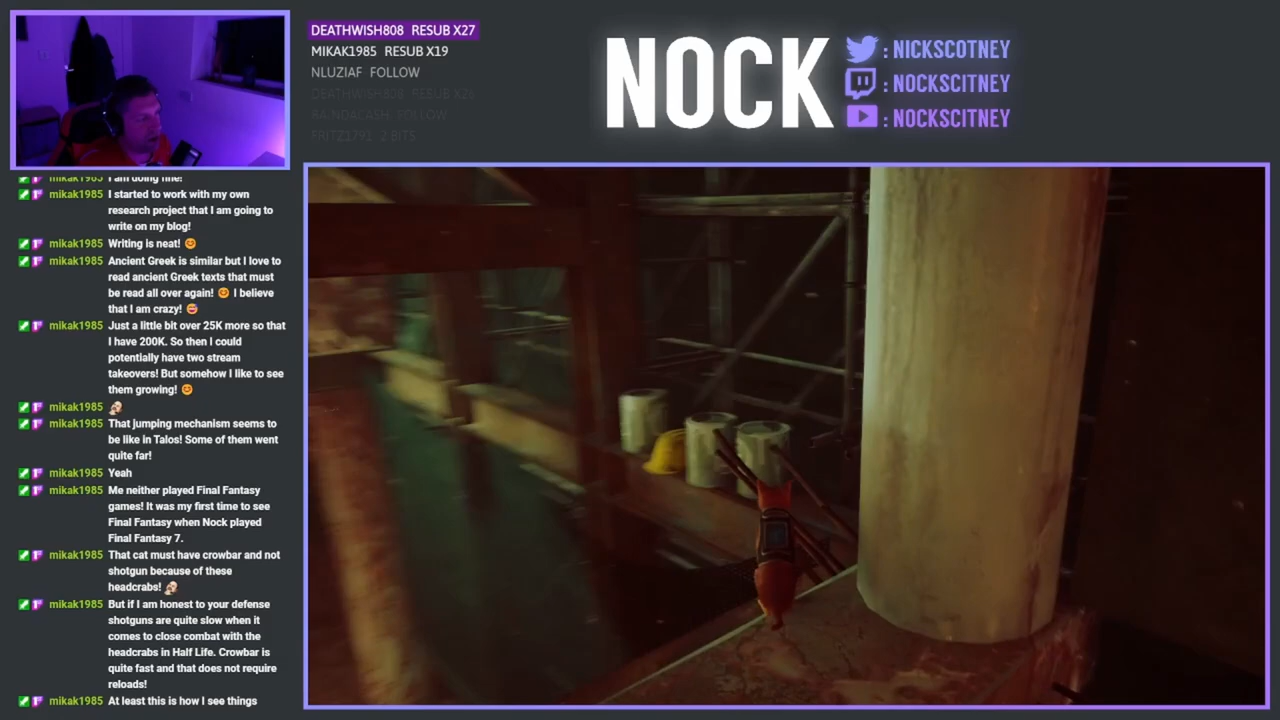 DEATHWISH808 RESUB X27
MIKAK1985 RESUB X19
NLUZIAF FOLLOW
DEATHWISH808 RESUB X26
RAINDACASH FOLLOW
FRITZ1791 2 BITS
NOCK
: NICKSCOTNEY
: NOCKSCITNEY
: NOCKSCITNEY
mikak1985 I am doing fine!
mikak1985 I started to work with my own
research project that I am going to
write on my blog!
mikak1985 Writing is neat!
mikak1985 Ancient Greek is similar but I love to
read ancient Greek texts that must
be read all over again! I believe
that I am crazy!
mikak1985 Just a little bit over 25K more so that
I have 200K. So then I could
potentially have two stream
takeovers! But somehow I like to see
them growing!
mikak1985
mikak1985 That jumping mechanism seems to
be like in Talos! Some of them went
quite far!
mikak1985 Yeah
mikak1985 Me neither played Final Fantasy
games! It was my first time to see
Final Fantasy when Nock played
Final Fantasy 7.
mikak1985 That cat must have crowbar and not
shotgun because of these
headcrabs!
mikak1985 But if I am honest to your defense
shotguns are quite slow when it
comes to close combat with the
headcrabs in Half Life. Crowbar is
quite fast and that does not require
reloads!
mikak1985 At least this is how I see things